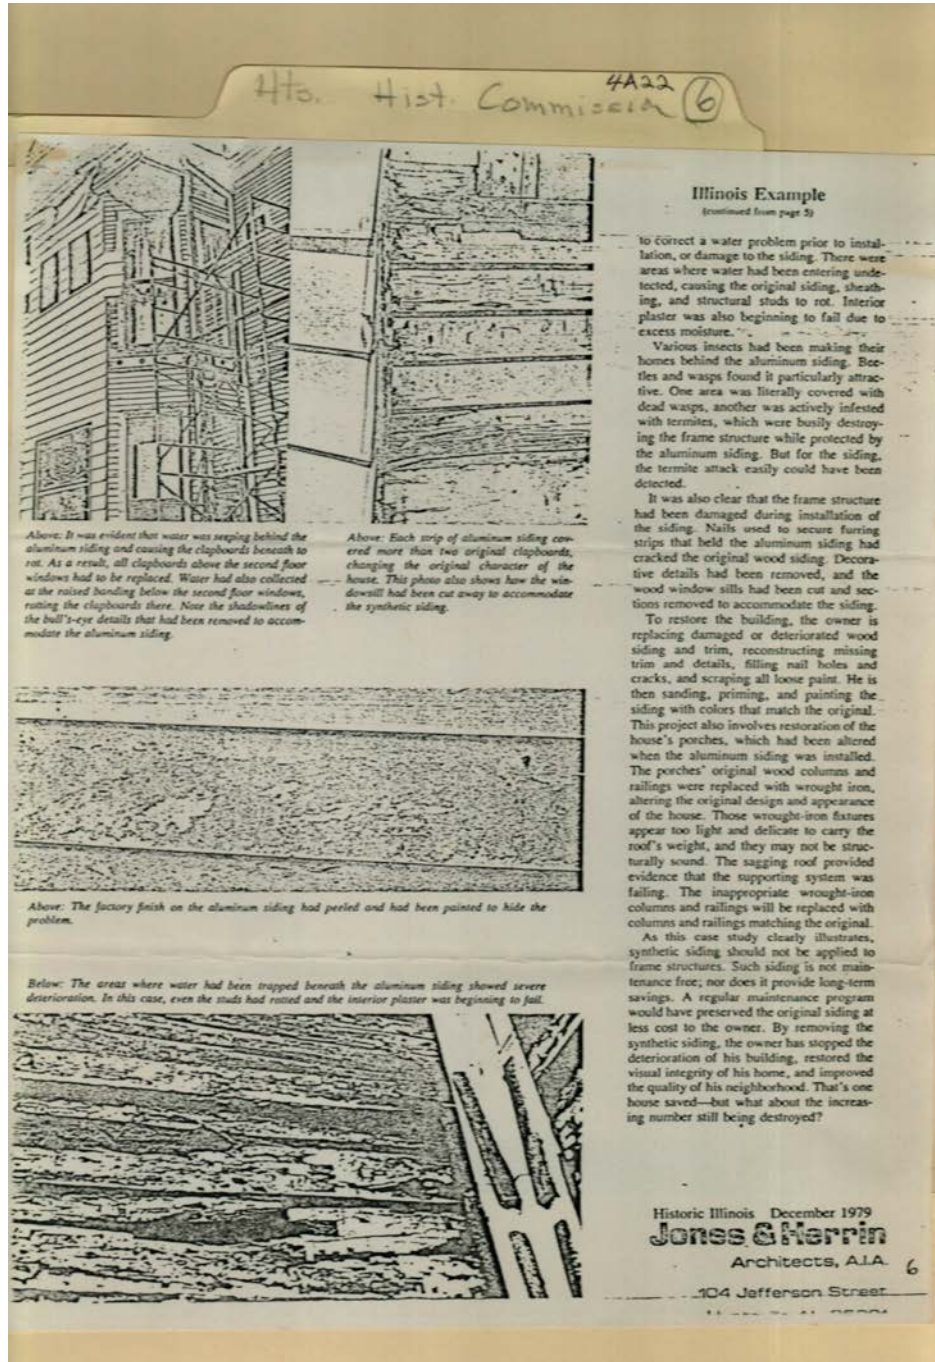 4A22
Hts. Hist. Commission 6
Illinois Example
(continued from page 5)
to correct a water problem prior to instal-
lation, or damage to the siding. There were
areas where water had been entering unde-
tected, causing the original siding, sheath-
ing, and structural studs to rot. Interior
plaster was also beginning to fail due to
excess moisture.
Various insects had been making their
homes behind the aluminum siding. Bee-
tles and wasps found it particularly attrac-
tive. One area was literally covered with
dead wasps, another was actively infested
with termites, which were busily destroy-
ing the frame structure while protected by
the aluminum siding. But for the siding,
the termite attack easily could have been
detected.
It was also clear that the frame structure
had been damaged during installation of
the siding. Nails used to secure furring
strips that held the aluminum siding had
cracked the original wood siding. Decora-
tive details had been removed, and the
wood window sills had been cut and sec-
tions removed to accommodate the siding.
To restore the building, the owner is
replacing damaged or deteriorated wood
siding and trim, reconstructing missing
trim and details, filling nail holes and
cracks, and scraping all loose paint. He is
then sanding, priming, and painting the
siding with colors that match the original.
This project also involves restoration of the
house's porches, which had been altered
when the aluminum siding was installed.
The porches' original wood columns and
railings were replaced with wrought iron,
altering the original design and appearance
of the house. Those wrought-iron fixtures
appear too light and delicate to carry the
roof's weight, and they may not be struc-
turally sound. The sagging roof provided
evidence that the supporting system was
failing. The inappropriate wrought-iron
columns and railings will be replaced with
columns and railings matching the original.
As this case study clearly illustrates,
synthetic siding should not be applied to
frame structures. Such siding is not main-
tenance free; nor does it provide long-term
savings. A regular maintenance program
would have preserved the original siding at
less cost to the owner. By removing the
synthetic siding, the owner has stopped the
deterioration of his building, restored the
visual integrity of his home, and improved
the quality of his neighborhood. That's one
house saved—but what about the increas-
ing number still being destroyed?
Above: It was evident that water was seeping behind the
aluminum siding and causing the clapboards beneath to
rot. As a result, all clapboards above the second floor
windows had to be replaced. Water had also collected
at the raised banding below the second floor windows,
rotting the clapboards there. Note the shadowlines of
the bull's-eye details that had been removed to accom-
modate the aluminum siding.
Above: Each strip of aluminum siding cov-
ered more than two original clapboards,
changing the original character of the
house. This photo also shows how the win-
dowsill had been cut away to accommodate
the synthetic siding.
Above: The factory finish on the aluminum siding had peeled and had been painted to hide the
problem.
Below: The areas where water had been trapped beneath the aluminum siding showed severe
deterioration. In this case, even the studs had rotted and the interior plaster was beginning to fail.
Historic Illinois December 1979
Jones & Herrin
Architects, A.I.A.
6
104 Jefferson Street